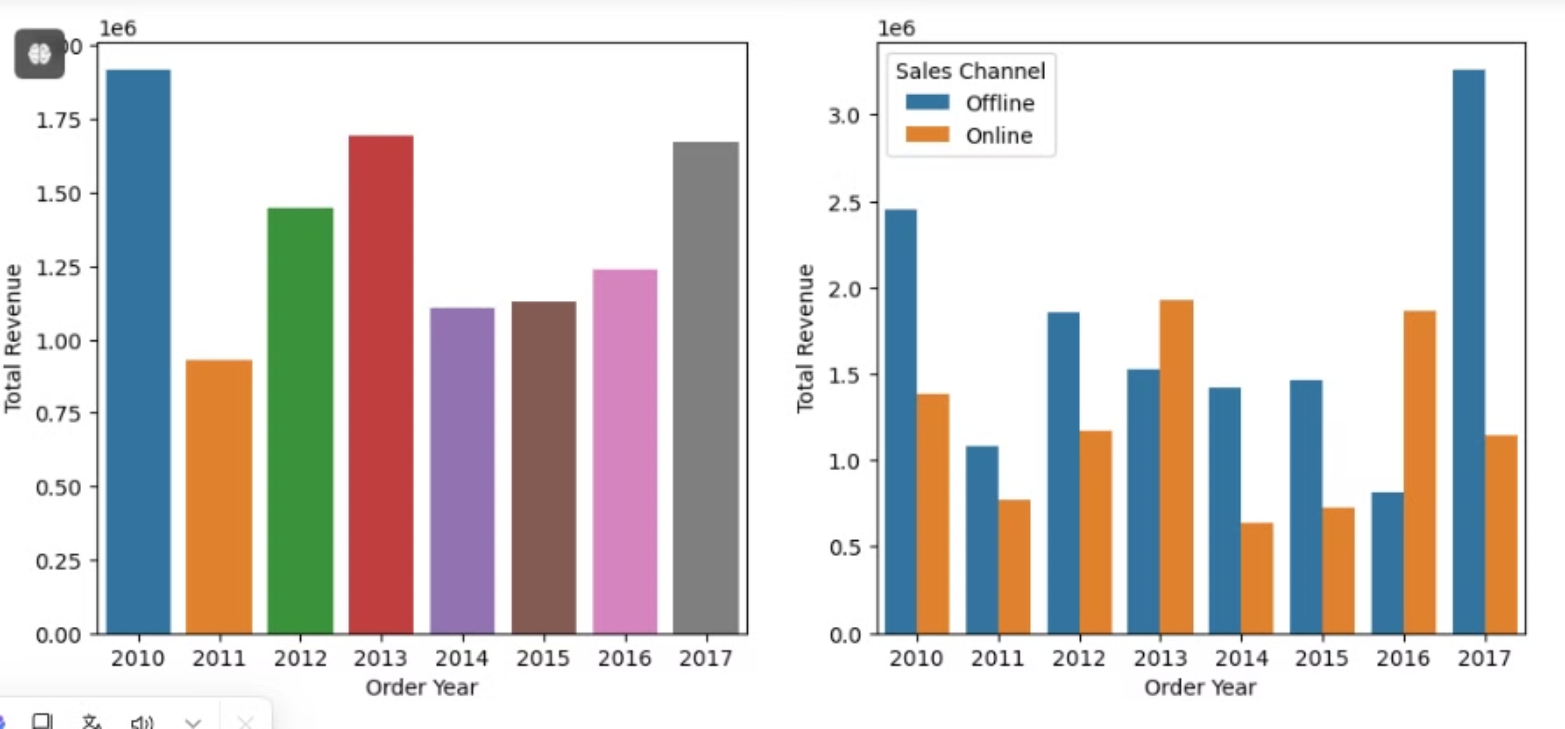 1e6
00
1.75
1.50
1.25
1.00
0.75
0.50
0.25
0.00
Total Revenue
2010 2011 2012 2013 2014 2015 2016 2017
Order Year
1e6
Sales Channel
Offline
Online
3.0
2.5
2.0
1.5
1.0
0.5
0.0
Total Revenue
2010 2011 2012 2013 2014 2015 2016 2017
Order Year